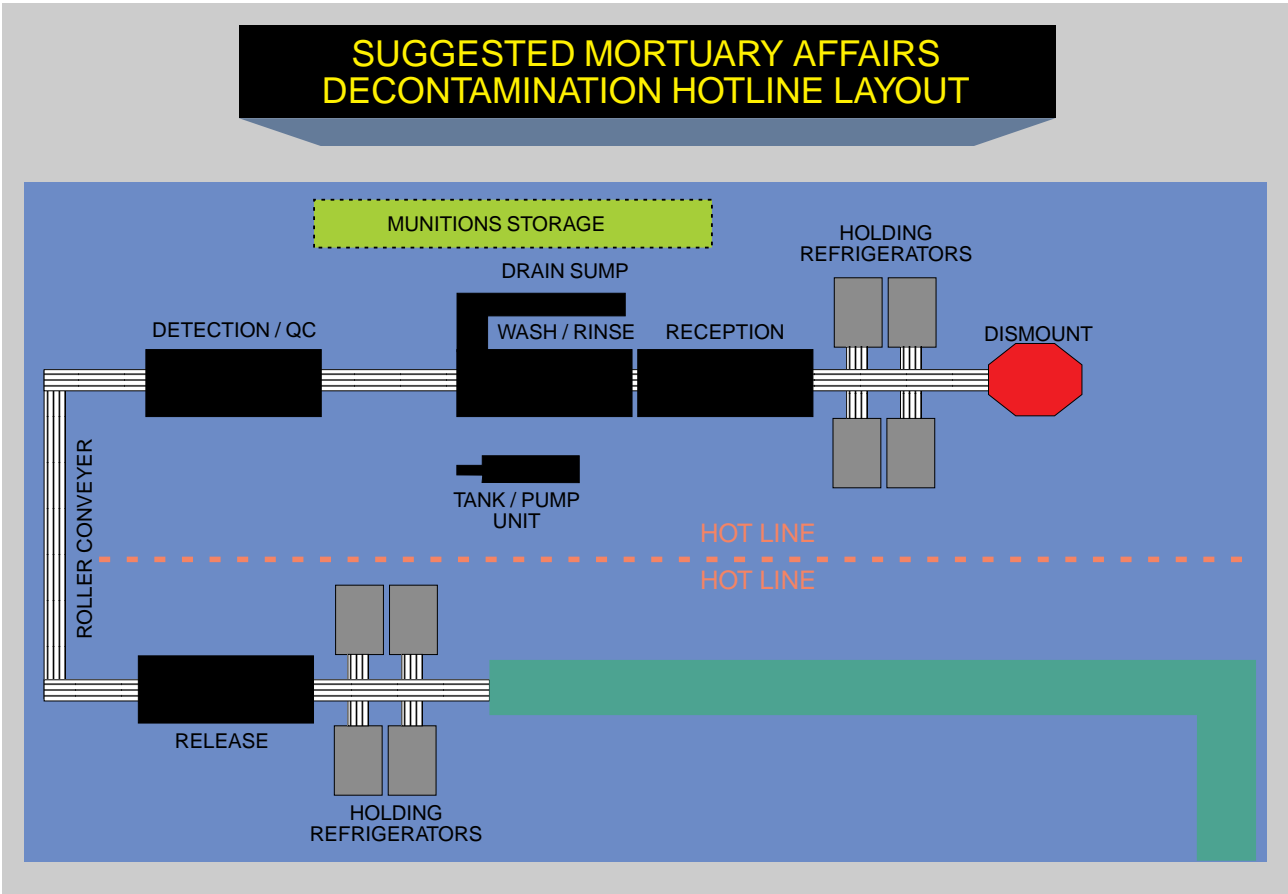 SUGGESTED MORTUARY AFFAIRS
DECONTAMINATION HOTLINE LAYOUT
MUNITIONS STORAGE
HOLDING
REFRIGERATORS
DRAIN SUMP
DETECTION / QC
WASH / RINSE
RECEPTION
DISMOUNT
ROLLER CONVEYER
TANK / PUMP
UNIT
HOT LINE
HOT LINE
RELEASE
HOLDING
REFRIGERATORS